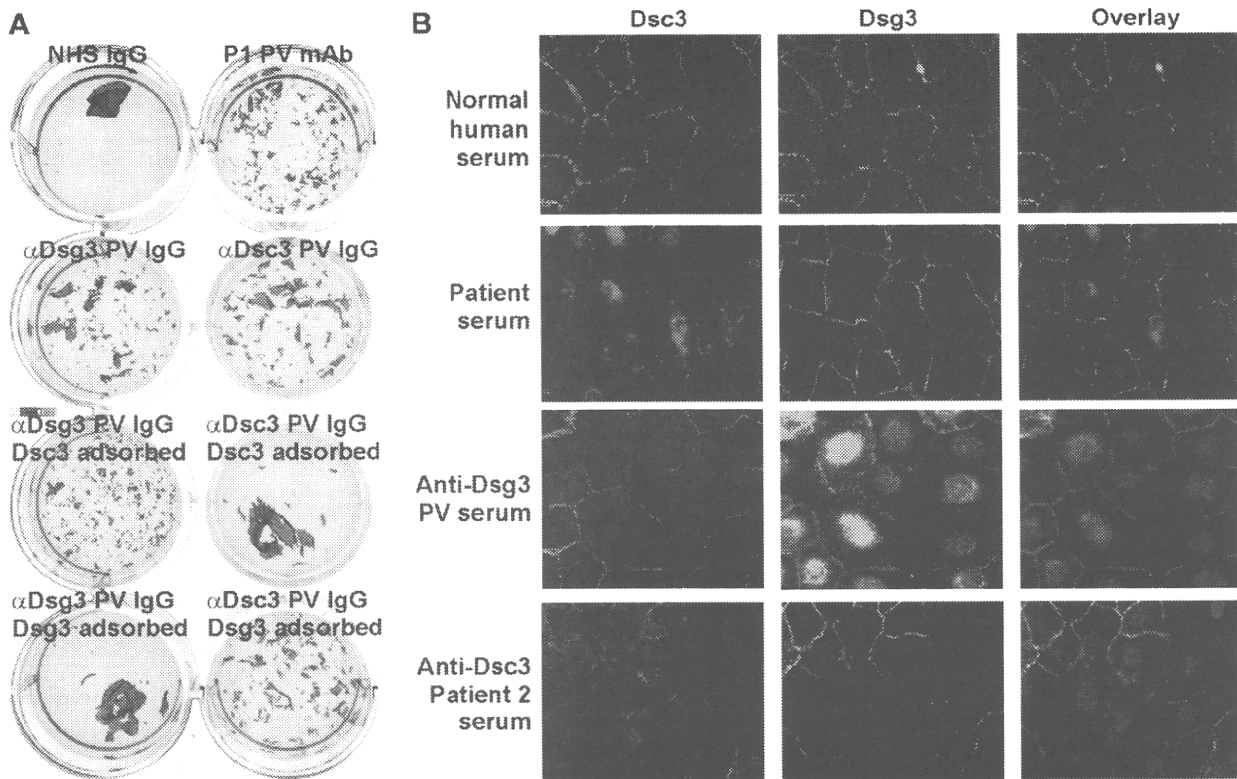 A
NHS IgG
P1 PV mAb
αDsg3 PV IgG
αDsc3 PV IgG
αDsg3 PV IgG
Dsc3 adsorbed
αDsc3 PV IgG
Dsc3 adsorbed
αDsg3 PV IgG
Dsg3 adsorbed
αDsc3 PV IgG
Dsg3 adsorbed
B
Dsc3
Dsg3
Overlay
Normal
human
serum
Patient
serum
Anti-Dsg3
PV serum
Anti-Dsc3
Patient 2
serum